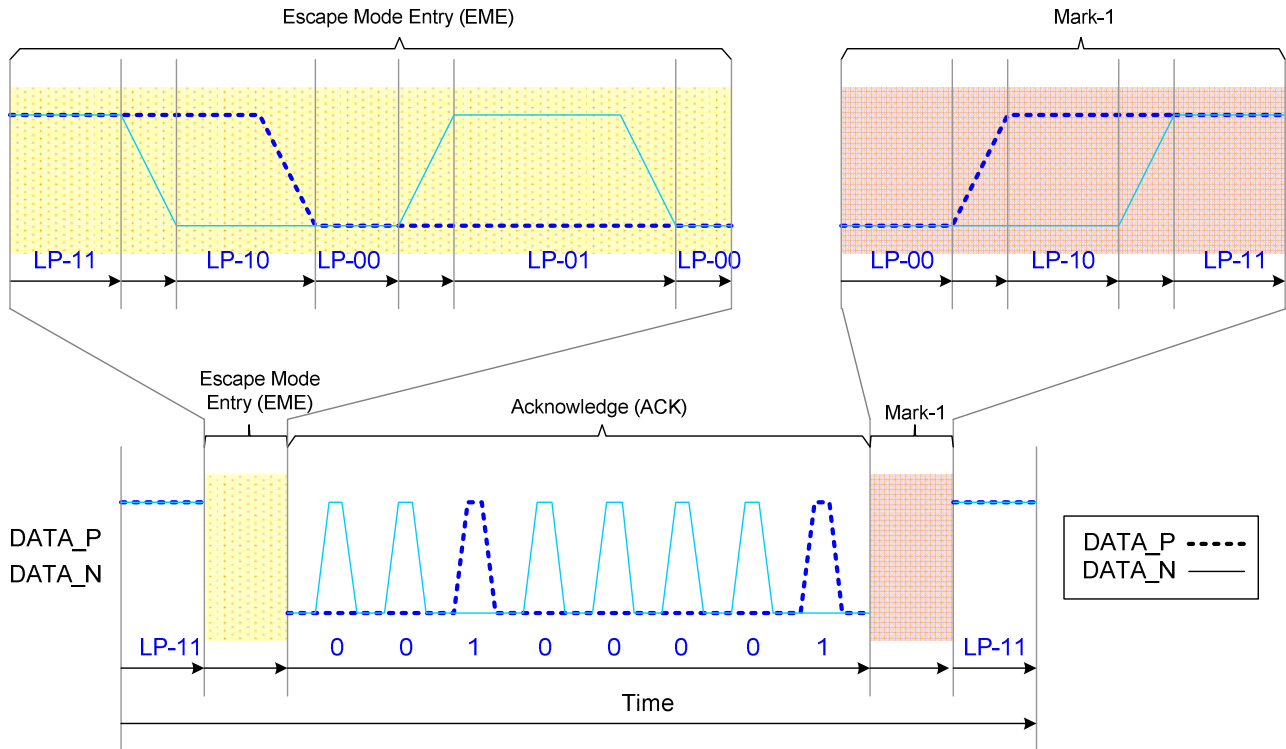 Escape Mode Entry (EME)
Mark-1
LP-11 LP-10 LP-00 LP-01 LP-00
LP-00 LP-10 LP-11
Escape Mode
Entry (EME)
Acknowledge (ACK)
Mark-1
DATA_P
DATA_N
DATA_P
DATA_N
LP-11 0 0 1 0 0 0 0 1 LP-11
Time